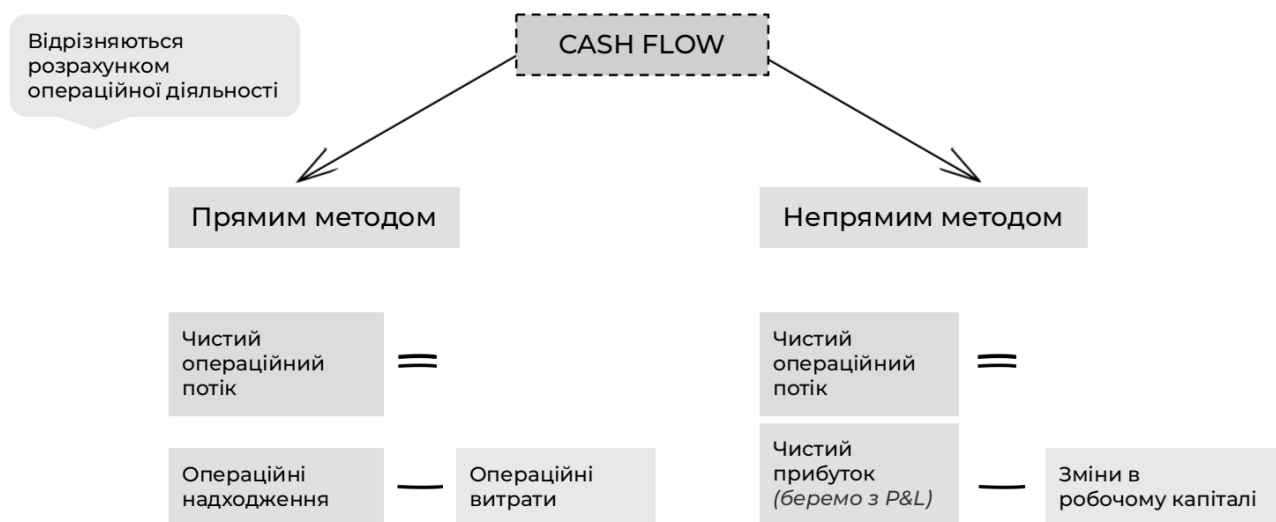 Відрізняються
розрахунком
операційної діяльності
CASH FLOW
Прямим методом
Непрямим методом
Чистий
операційний
потік
=
Операційні
надходження
—
Операційні
витрати
Чистий
операційний
потік
=
Чистий
прибуток
(беремо з P&L)
—
Зміни в
робочому капіталі